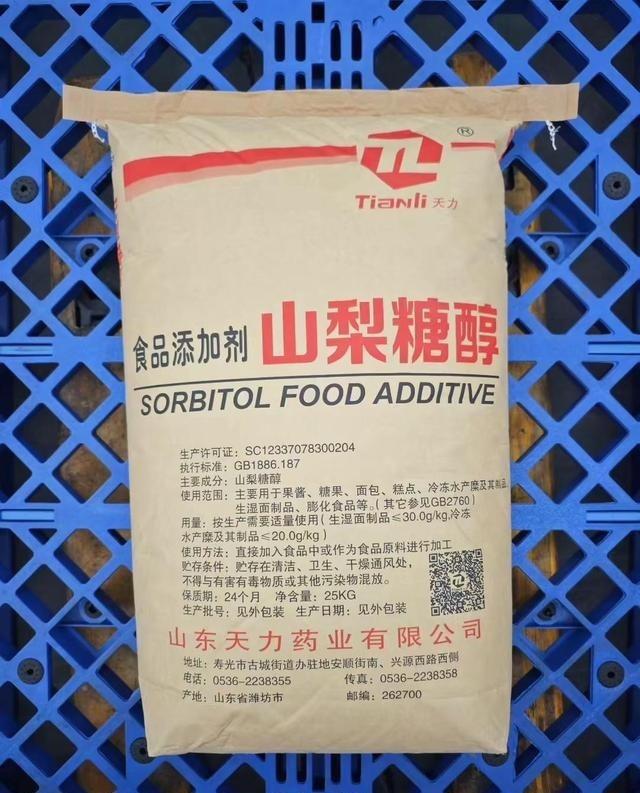 ®
TL
Tianli 天力
食品添加剂 山梨糖醇
SORBITOL FOOD ADDITIVE
生产许可证：SC12337078300204
执行标准：GB1886.187
主要成分：山梨糖醇
使用范围：主要用于果酱、糖果、面包、糕点、冷冻水产糜及其制品、
生湿面制品、膨化食品等。(其它参见GB2760)
用量：按生产需要适量使用(生湿面制品≤30.0g/kg,冷冻
水产糜及其制品≤20.0g/kg)
使用方法：直接加入食品中或作为食品原料进行加工
贮存条件：贮存在清洁、卫生、干燥通风处，
不得与有害有毒物质或其他污染物混放。
保质期：24个月 净含量：25KG
生产批号：见外包装 生产日期：见外包装
山东天力药业有限公司
地址：寿光市古城街道办驻地安顺街南、兴源西路西侧
电话：0536-2238355 传真：0536-2238358
产地：山东省潍坊市 邮编：262700